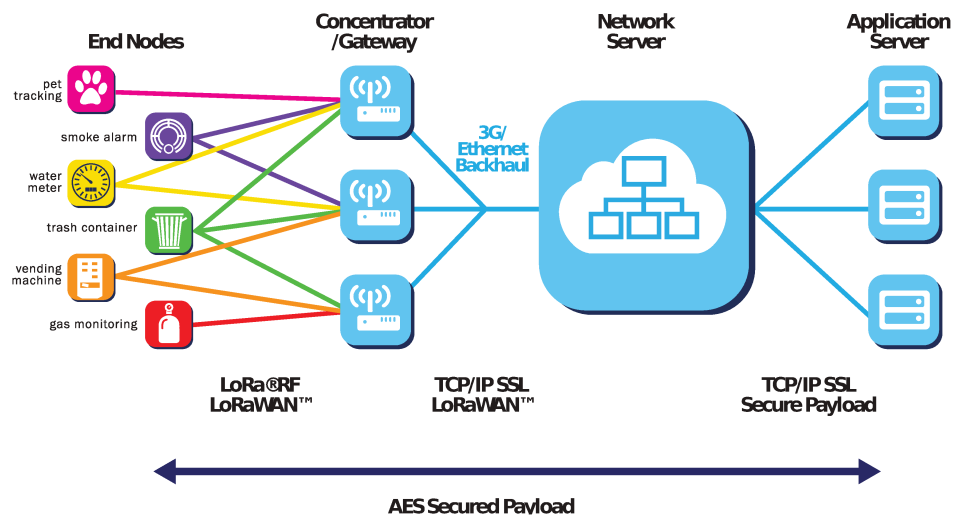 End Nodes
Concentrator
/Gateway
Network
Server
Application
Server
pet
tracking
smoke alarm
water
meter
trash container
vending
machine
gas monitoring
3G/
Ethernet
Backhaul
LoRa®RF
LoRaWAN™
TCP/IP SSL
LoRaWAN™
TCP/IP SSL
Secure Payload
AES Secured Payload